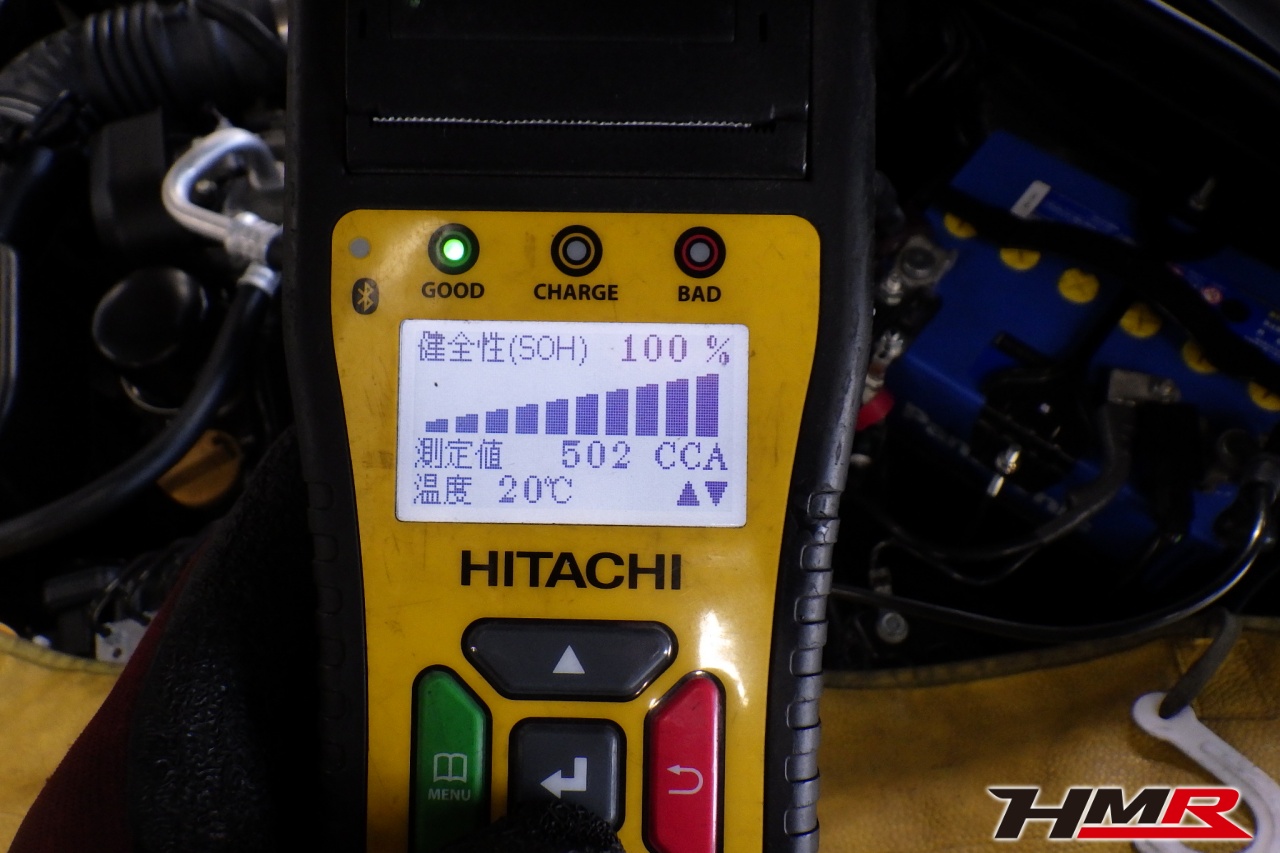 GOOD CHARGE BAD
健全性(SOH) 100 %
測定値 502 CCA
温度 20℃ ▲▼
HITACHI
MENU
HMR